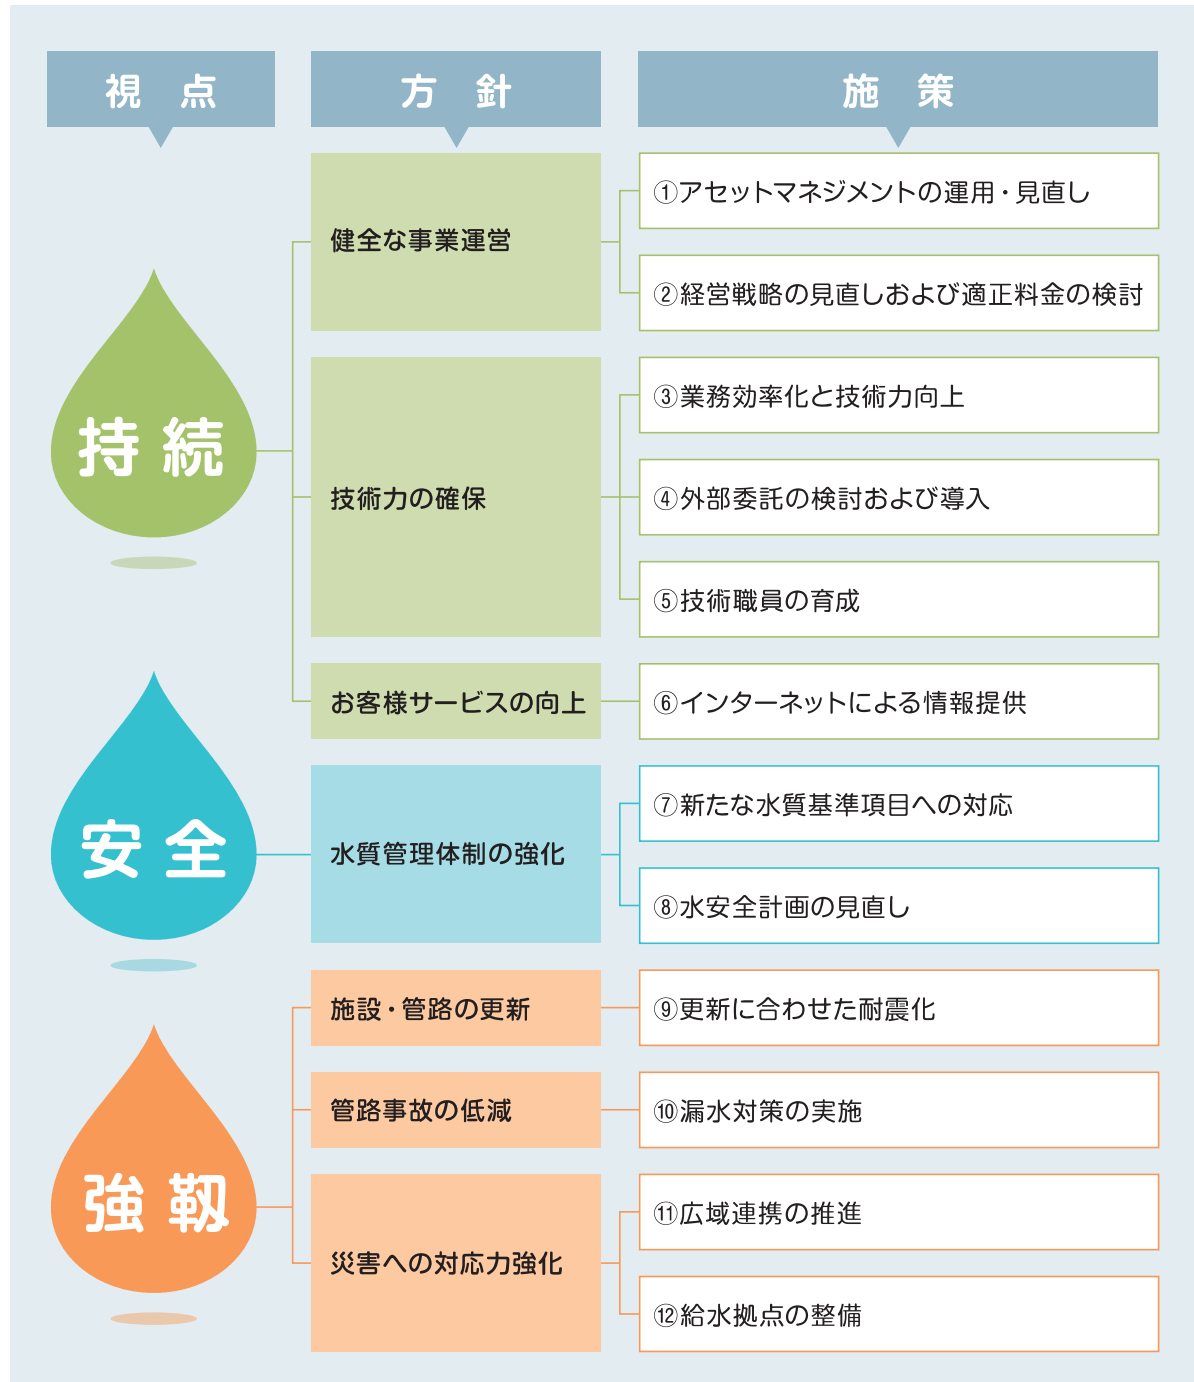 視 点
方 針
施 策
持 続
健全な事業運営
①アセットマネジメントの運用・見直し
②経営戦略の見直しおよび適正料金の検討
技術力の確保
③業務効率化と技術力向上
④外部委託の検討および導入
⑤技術職員の育成
お客様サービスの向上
⑥インターネットによる情報提供
安 全
水質管理体制の強化
⑦新たな水質基準項目への対応
⑧水安全計画の見直し
強 靱
施設・管路の更新
⑨更新に合わせた耐震化
管路事故の低減
⑩漏水対策の実施
災害への対応力強化
⑪広域連携の推進
⑫給水拠点の整備